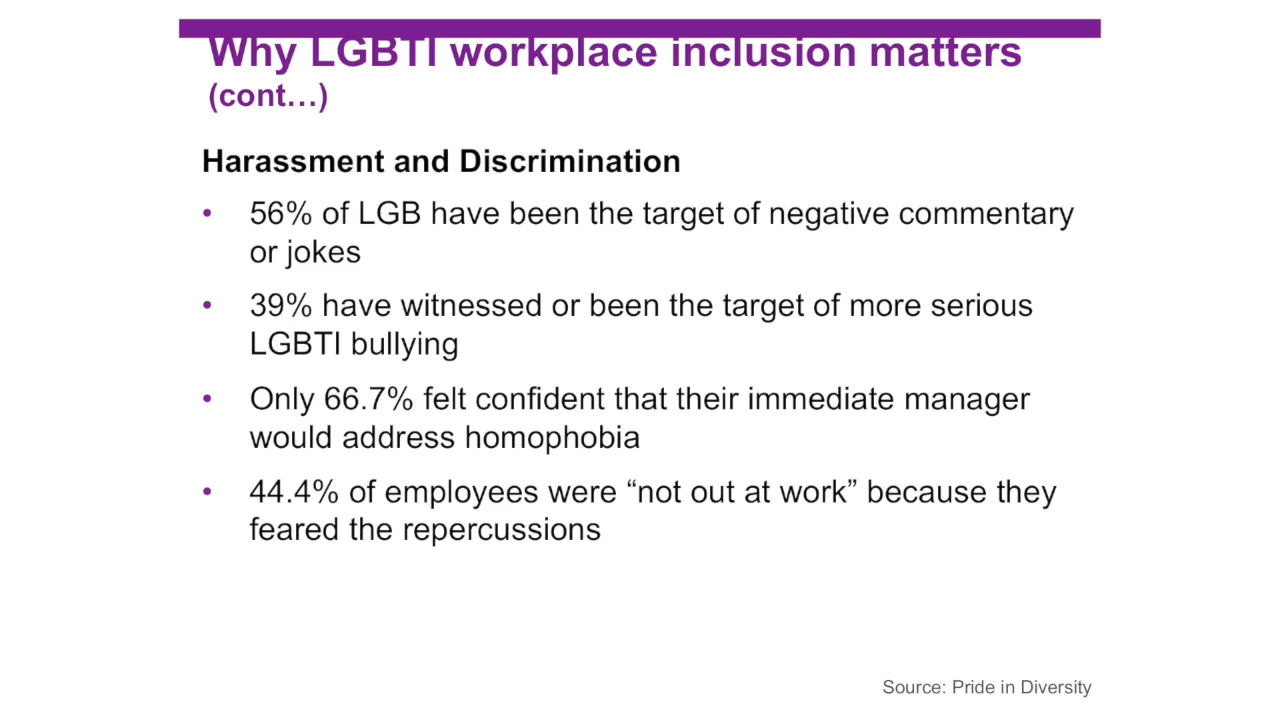 Why LGBTI workplace inclusion matters
(cont…)
Harassment and Discrimination
• 56% of LGB have been the target of negative commentary
or jokes
• 39% have witnessed or been the target of more serious
LGBTI bullying
• Only 66.7% felt confident that their immediate manager
would address homophobia
• 44.4% of employees were “not out at work” because they
feared the repercussions
Source: Pride in Diversity